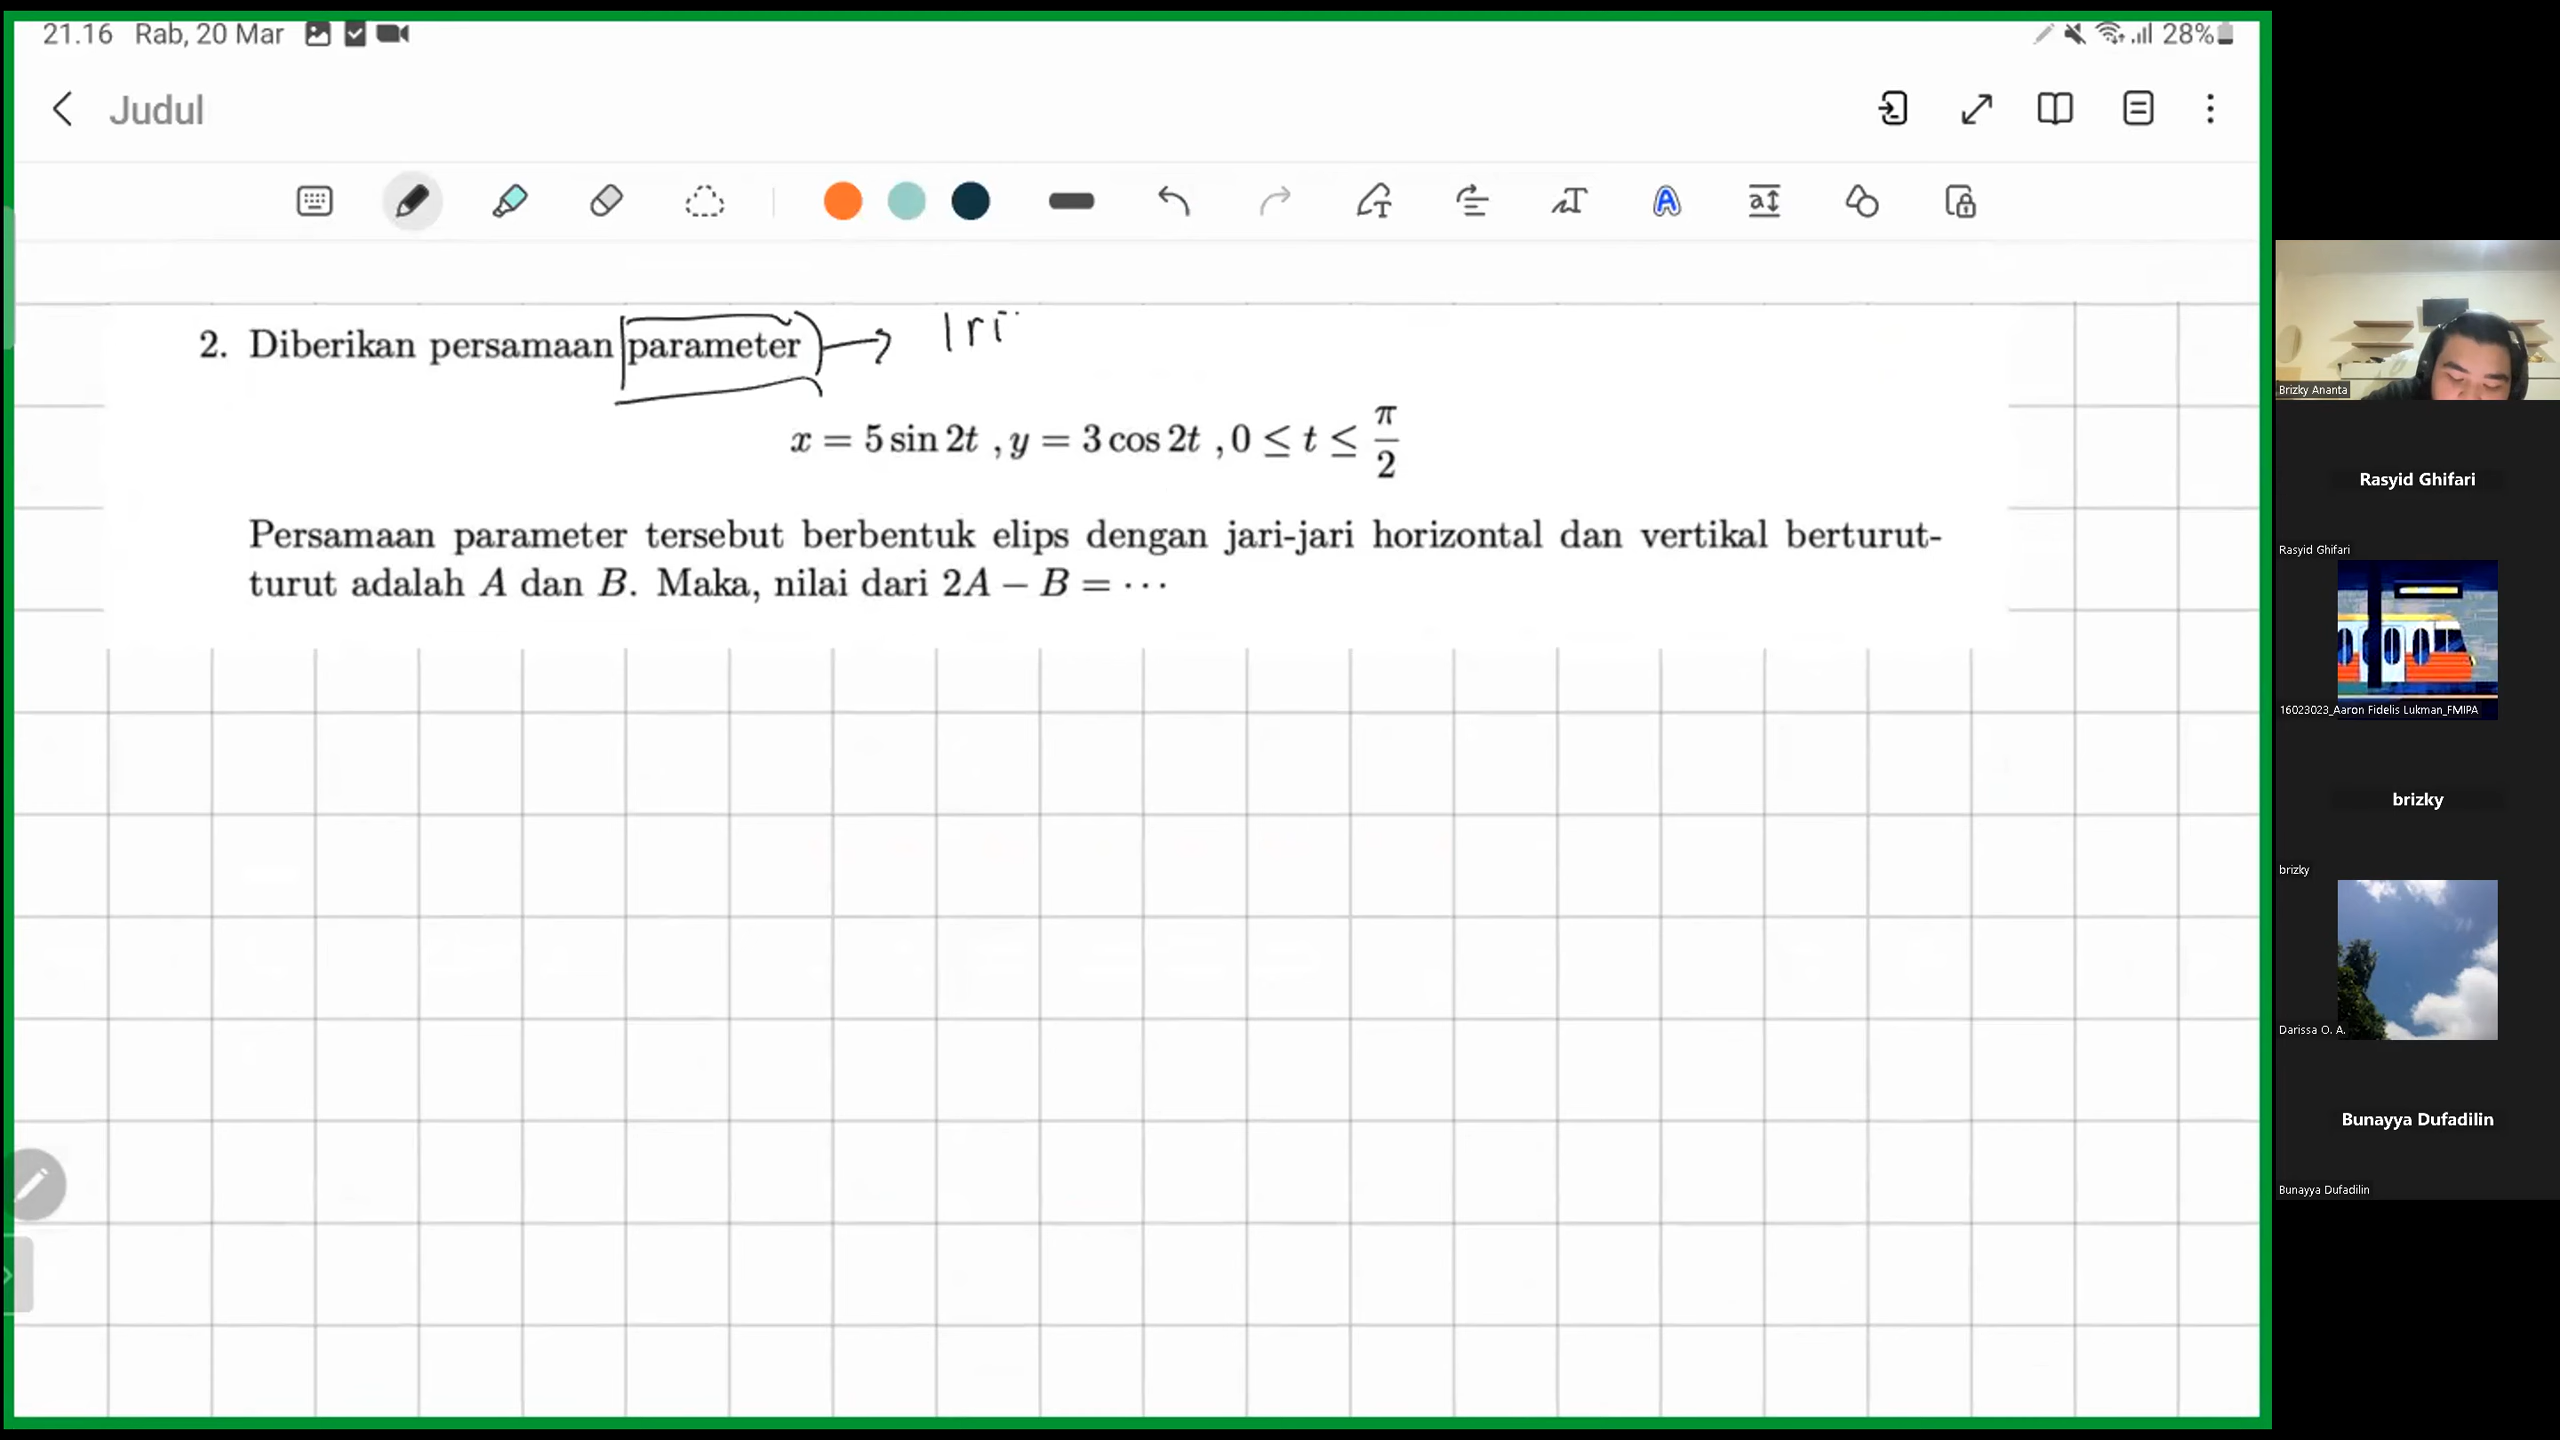 21.16 Rab, 20 Mar
28%
Judul
2. Diberikan persamaan parameter → Iri
x = 5 sin 2t , y = 3 cos 2t , 0 ≤ t ≤ π/2
Persamaan parameter tersebut berbentuk elips dengan jari-jari horizontal dan vertikal berturut-
turut adalah A dan B. Maka, nilai dari 2A − B = ⋯
Brizky Ananta
Rasyid Ghifari
Rasyid Ghifari
16023023_Aaron Fidelis Lukman_FMIPA
brizky
brizky
Darissa O. A.
Bunayya Dufadilin
Bunayya Dufadilin